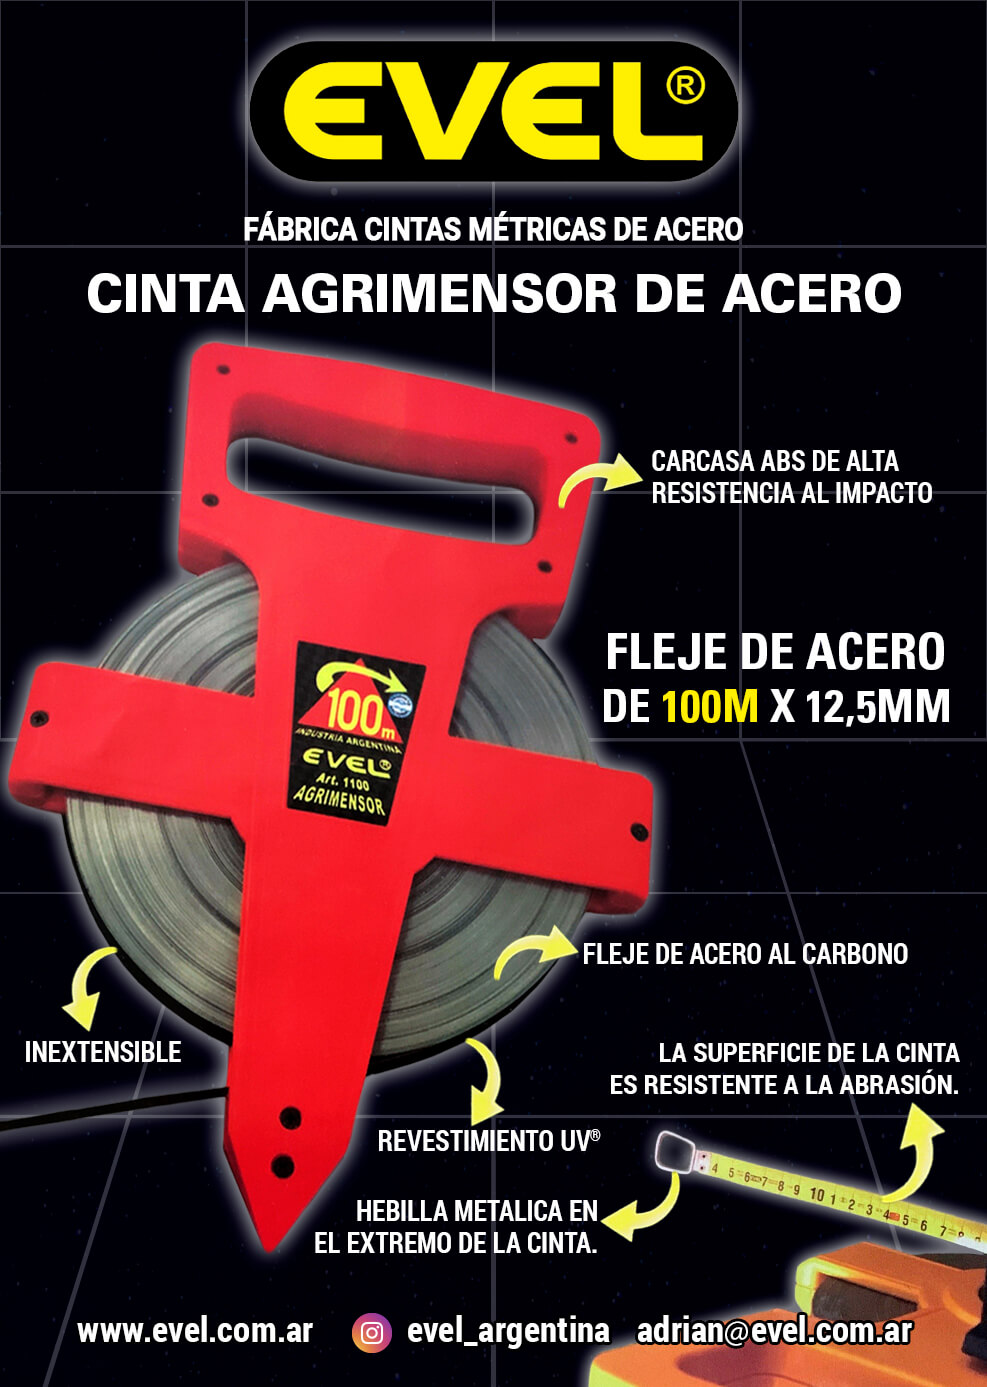 EVEL®
FÁBRICA CINTAS MÉTRICAS DE ACERO
CINTA AGRIMENSOR DE ACERO
CARCASA ABS DE ALTA
RESISTENCIA AL IMPACTO
FLEJE DE ACERO
DE 100M X 12,5MM
100m
INDUSTRIA ARGENTINA
EVEL®
Art. 1100
AGRIMENSOR
FLEJE DE ACERO AL CARBONO
INEXTENSIBLE
LA SUPERFICIE DE LA CINTA
ES RESISTENTE A LA ABRASIÓN.
REVESTIMIENTO UV®
4 5 6 7 8 9 10 1 2 3 4 5 6 7
HEBILLA METALICA EN
EL EXTREMO DE LA CINTA.
www.evel.com.ar evel_argentina adrian@evel.com.ar